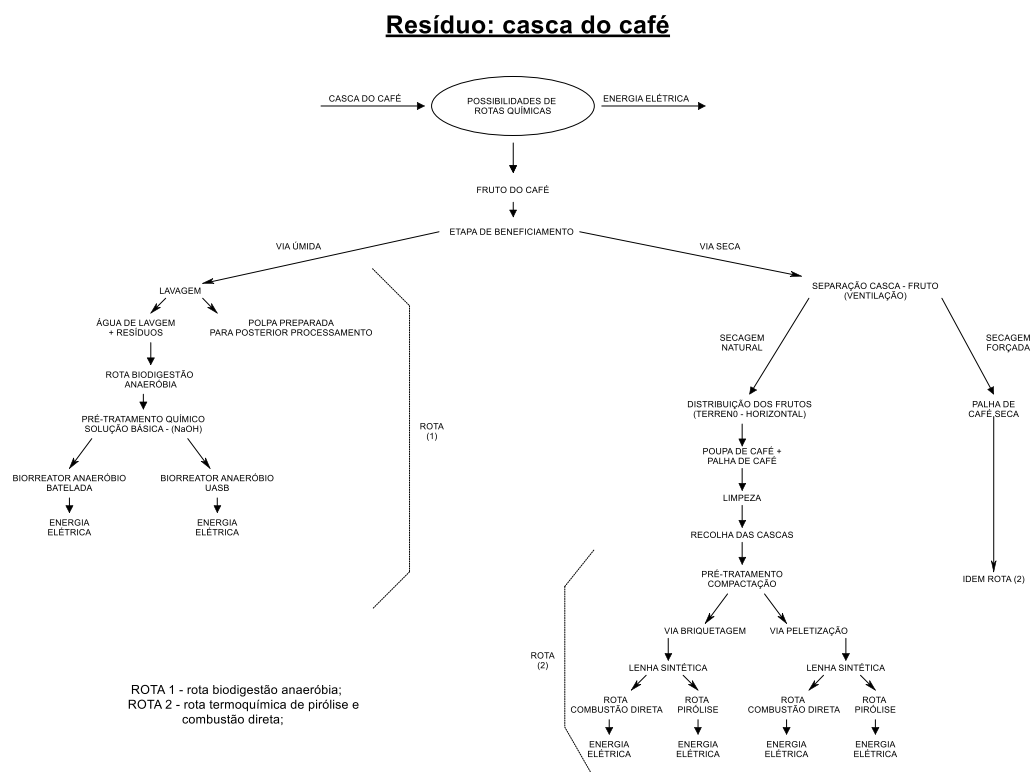 Resíduo: casca do café
CASCA DO CAFÉ
POSSIBILIDADES DE
ROTAS QUÍMICAS
ENERGIA ELÉTRICA
FRUTO DO CAFÉ
ETAPA DE BENEFICIAMENTO
VIA ÚMIDA
VIA SECA
LAVAGEM
ÁGUA DE LAVGEM
+ RESÍDUOS
POLPA PREPARADA
PARA POSTERIOR PROCESSAMENTO
ROTA BIODIGESTÃO
ANAERÓBIA
PRÉ-TRATAMENTO QUÍMICO
SOLUÇÃO BÁSICA - (NaOH)
BIORREATOR ANAERÓBIO
BATELADA
BIORREATOR ANAERÓBIO
UASB
ENERGIA
ELÉTRICA
ENERGIA
ELÉTRICA
ROTA
(1)
SEPARAÇÃO CASCA - FRUTO
(VENTILAÇÃO)
SECAGEM
NATURAL
SECAGEM
FORÇADA
DISTRIBUIÇÃO DOS FRUTOS
(TERREN0 - HORIZONTAL)
PALHA DE
CAFÉ SECA
POUPA DE CAFÉ +
PALHA DE CAFÉ
LIMPEZA
RECOLHA DAS CASCAS
PRÉ-TRATAMENTO
COMPACTAÇÃO
IDEM ROTA (2)
VIA BRIQUETAGEM
VIA PELETIZAÇÃO
ROTA
(2)
LENHA SINTÉTICA
LENHA SINTÉTICA
ROTA
COMBUSTÃO DIRETA
ROTA
PIRÓLISE
ROTA
COMBUSTÃO DIRETA
ROTA
PIRÓLISE
ENERGIA
ELÉTRICA
ENERGIA
ELÉTRICA
ENERGIA
ELÉTRICA
ENERGIA
ELÉTRICA
ROTA 1 - rota biodigestão anaeróbia;
ROTA 2 - rota termoquímica de pirólise e
combustão direta;